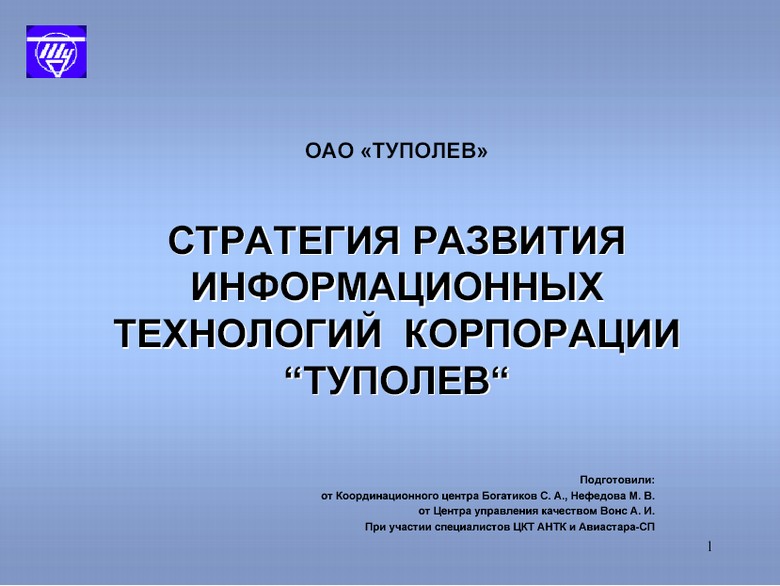 Ту
ОАО «ТУПОЛЕВ»
СТРАТЕГИЯ РАЗВИТИЯ
ИНФОРМАЦИОННЫХ
ТЕХНОЛОГИЙ КОРПОРАЦИИ
“ТУПОЛЕВ“
Подготовили:
от Координационного центра Богатиков С. А., Нефедова М. В.
от Центра управления качеством Вонс А. И.
При участии специалистов ЦКТ АНТК и Авиастара-СП
1